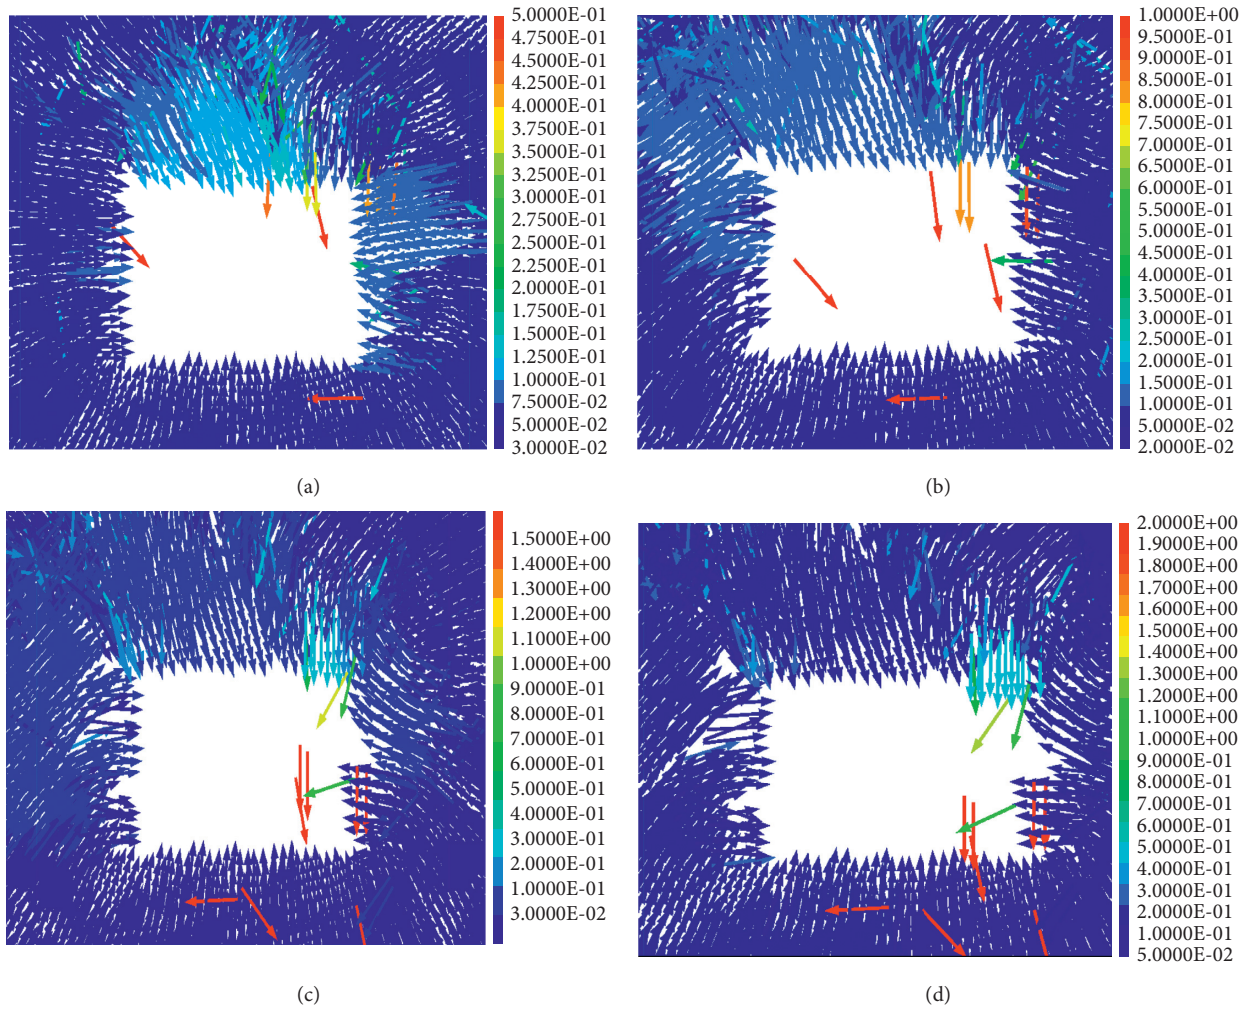 5.0000E-01
4.7500E-01
4.5000E-01
4.2500E-01
4.0000E-01
3.7500E-01
3.5000E-01
3.2500E-01
3.0000E-01
2.7500E-01
2.5000E-01
2.2500E-01
2.0000E-01
1.7500E-01
1.5000E-01
1.2500E-01
1.0000E-01
7.5000E-02
5.0000E-02
3.0000E-02
(a)
1.0000E+00
9.5000E-01
9.0000E-01
8.5000E-01
8.0000E-01
7.5000E-01
7.0000E-01
6.5000E-01
6.0000E-01
5.5000E-01
5.0000E-01
4.5000E-01
4.0000E-01
3.5000E-01
3.0000E-01
2.5000E-01
2.0000E-01
1.5000E-01
1.0000E-01
5.0000E-02
2.0000E-02
(b)
1.5000E+00
1.4000E+00
1.3000E+00
1.2000E+00
1.1000E+00
1.0000E+00
9.0000E-01
8.0000E-01
7.0000E-01
6.0000E-01
5.0000E-01
4.0000E-01
3.0000E-01
2.0000E-01
1.0000E-01
3.0000E-02
(c)
2.0000E+00
1.9000E+00
1.8000E+00
1.7000E+00
1.6000E+00
1.5000E+00
1.4000E+00
1.3000E+00
1.2000E+00
1.1000E+00
1.0000E+00
9.0000E-01
8.0000E-01
7.0000E-01
6.0000E-01
5.0000E-01
4.0000E-01
3.0000E-01
2.0000E-01
1.0000E-01
5.0000E-02
(d)